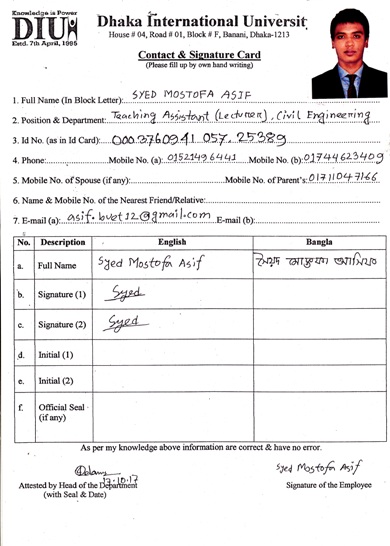 Knowledge is Power
DIU
Estd. 7th April, 1995
Dhaka International Universit
House # 04, Road # 01, Block # F, Banani, Dhaka-1213
Contact & Signature Card
(Please fill up by own hand writing)
1. Full Name (In Block Letter): SYED MOSTOFA ASIF
2. Position & Department: Teaching Assistant (Lecturer), Civil Engineering
3. Id No. (as in Id Card): 000.3760941 057. 25389
4. Phone: Mobile No. (a): 01521496441 Mobile No. (b): 01744623409
5. Mobile No. of Spouse (if any): Mobile No. of Parent's: 01711047166
6. Name & Mobile No. of the Nearest Friend/Relative:
7. E-mail (a): asif.buet12@gmail.com E-mail (b):
No. Description English Bangla
a. Full Name Syed Mostofa Asif সৈয়দ মোস্তফা আসিফ
b. Signature (1) Syed
c. Signature (2) Syed
d. Initial (1)
e. Initial (2)
f. Official Seal (if any)
As per my knowledge above information are correct & have no error.
17.10.17 Syed Mostofa Asif
Attested by Head of the Department Signature of the Employee
(with Seal & Date)